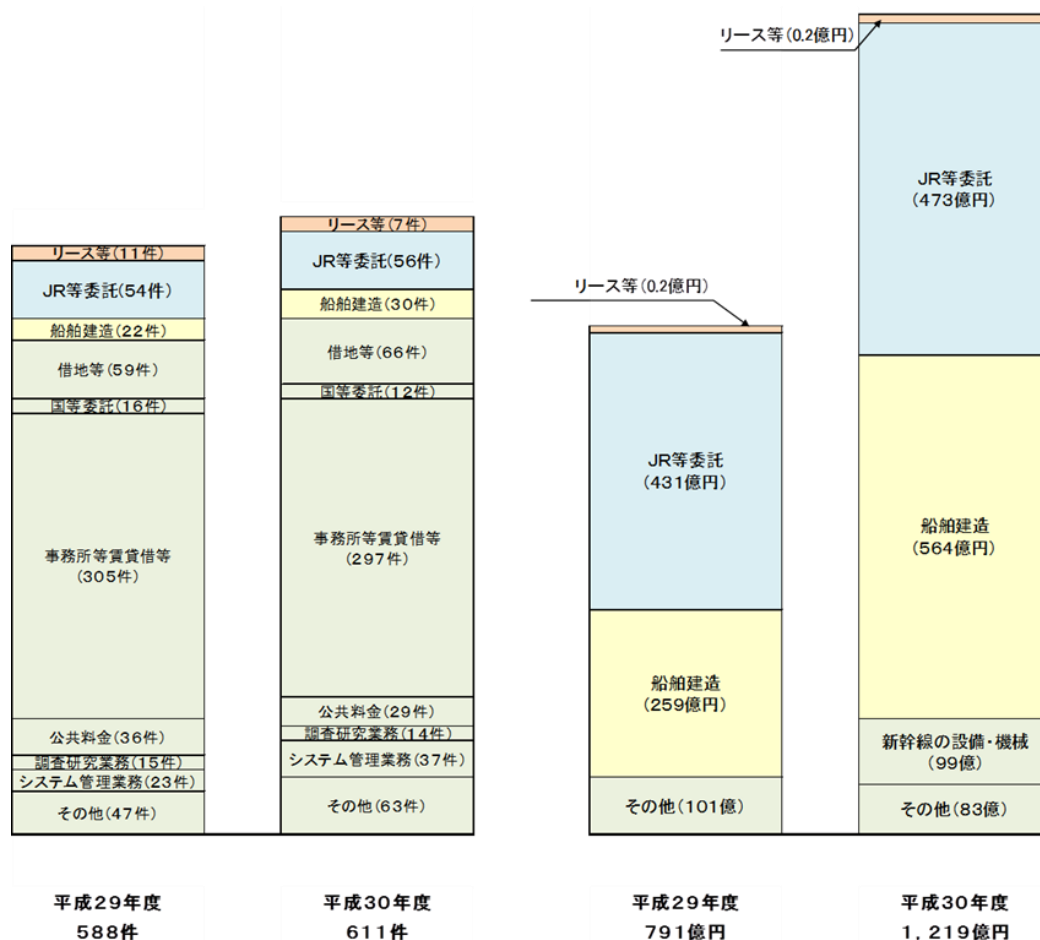 リース等(11件)
JR等委託(54件)
船舶建造(22件)
借地等(59件)
国等委託(16件)
事務所等賃貸借等
(305件)
公共料金(36件)
調査研究業務(15件)
システム管理業務(23件)
その他(47件)
平成29年度
588件
リース等(7件)
JR等委託(56件)
船舶建造(30件)
借地等(66件)
国等委託(12件)
事務所等賃貸借等
(297件)
公共料金(29件)
調査研究業務(14件)
システム管理業務(37件)
その他(63件)
平成30年度
611件
リース等(0.2億円)
JR等委託
(431億円)
船舶建造
(259億円)
その他(101億)
平成29年度
791億円
リース等(0.2億円)
JR等委託
(473億円)
船舶建造
(564億円)
新幹線の設備・機械
(99億)
その他(83億)
平成30年度
1,219億円